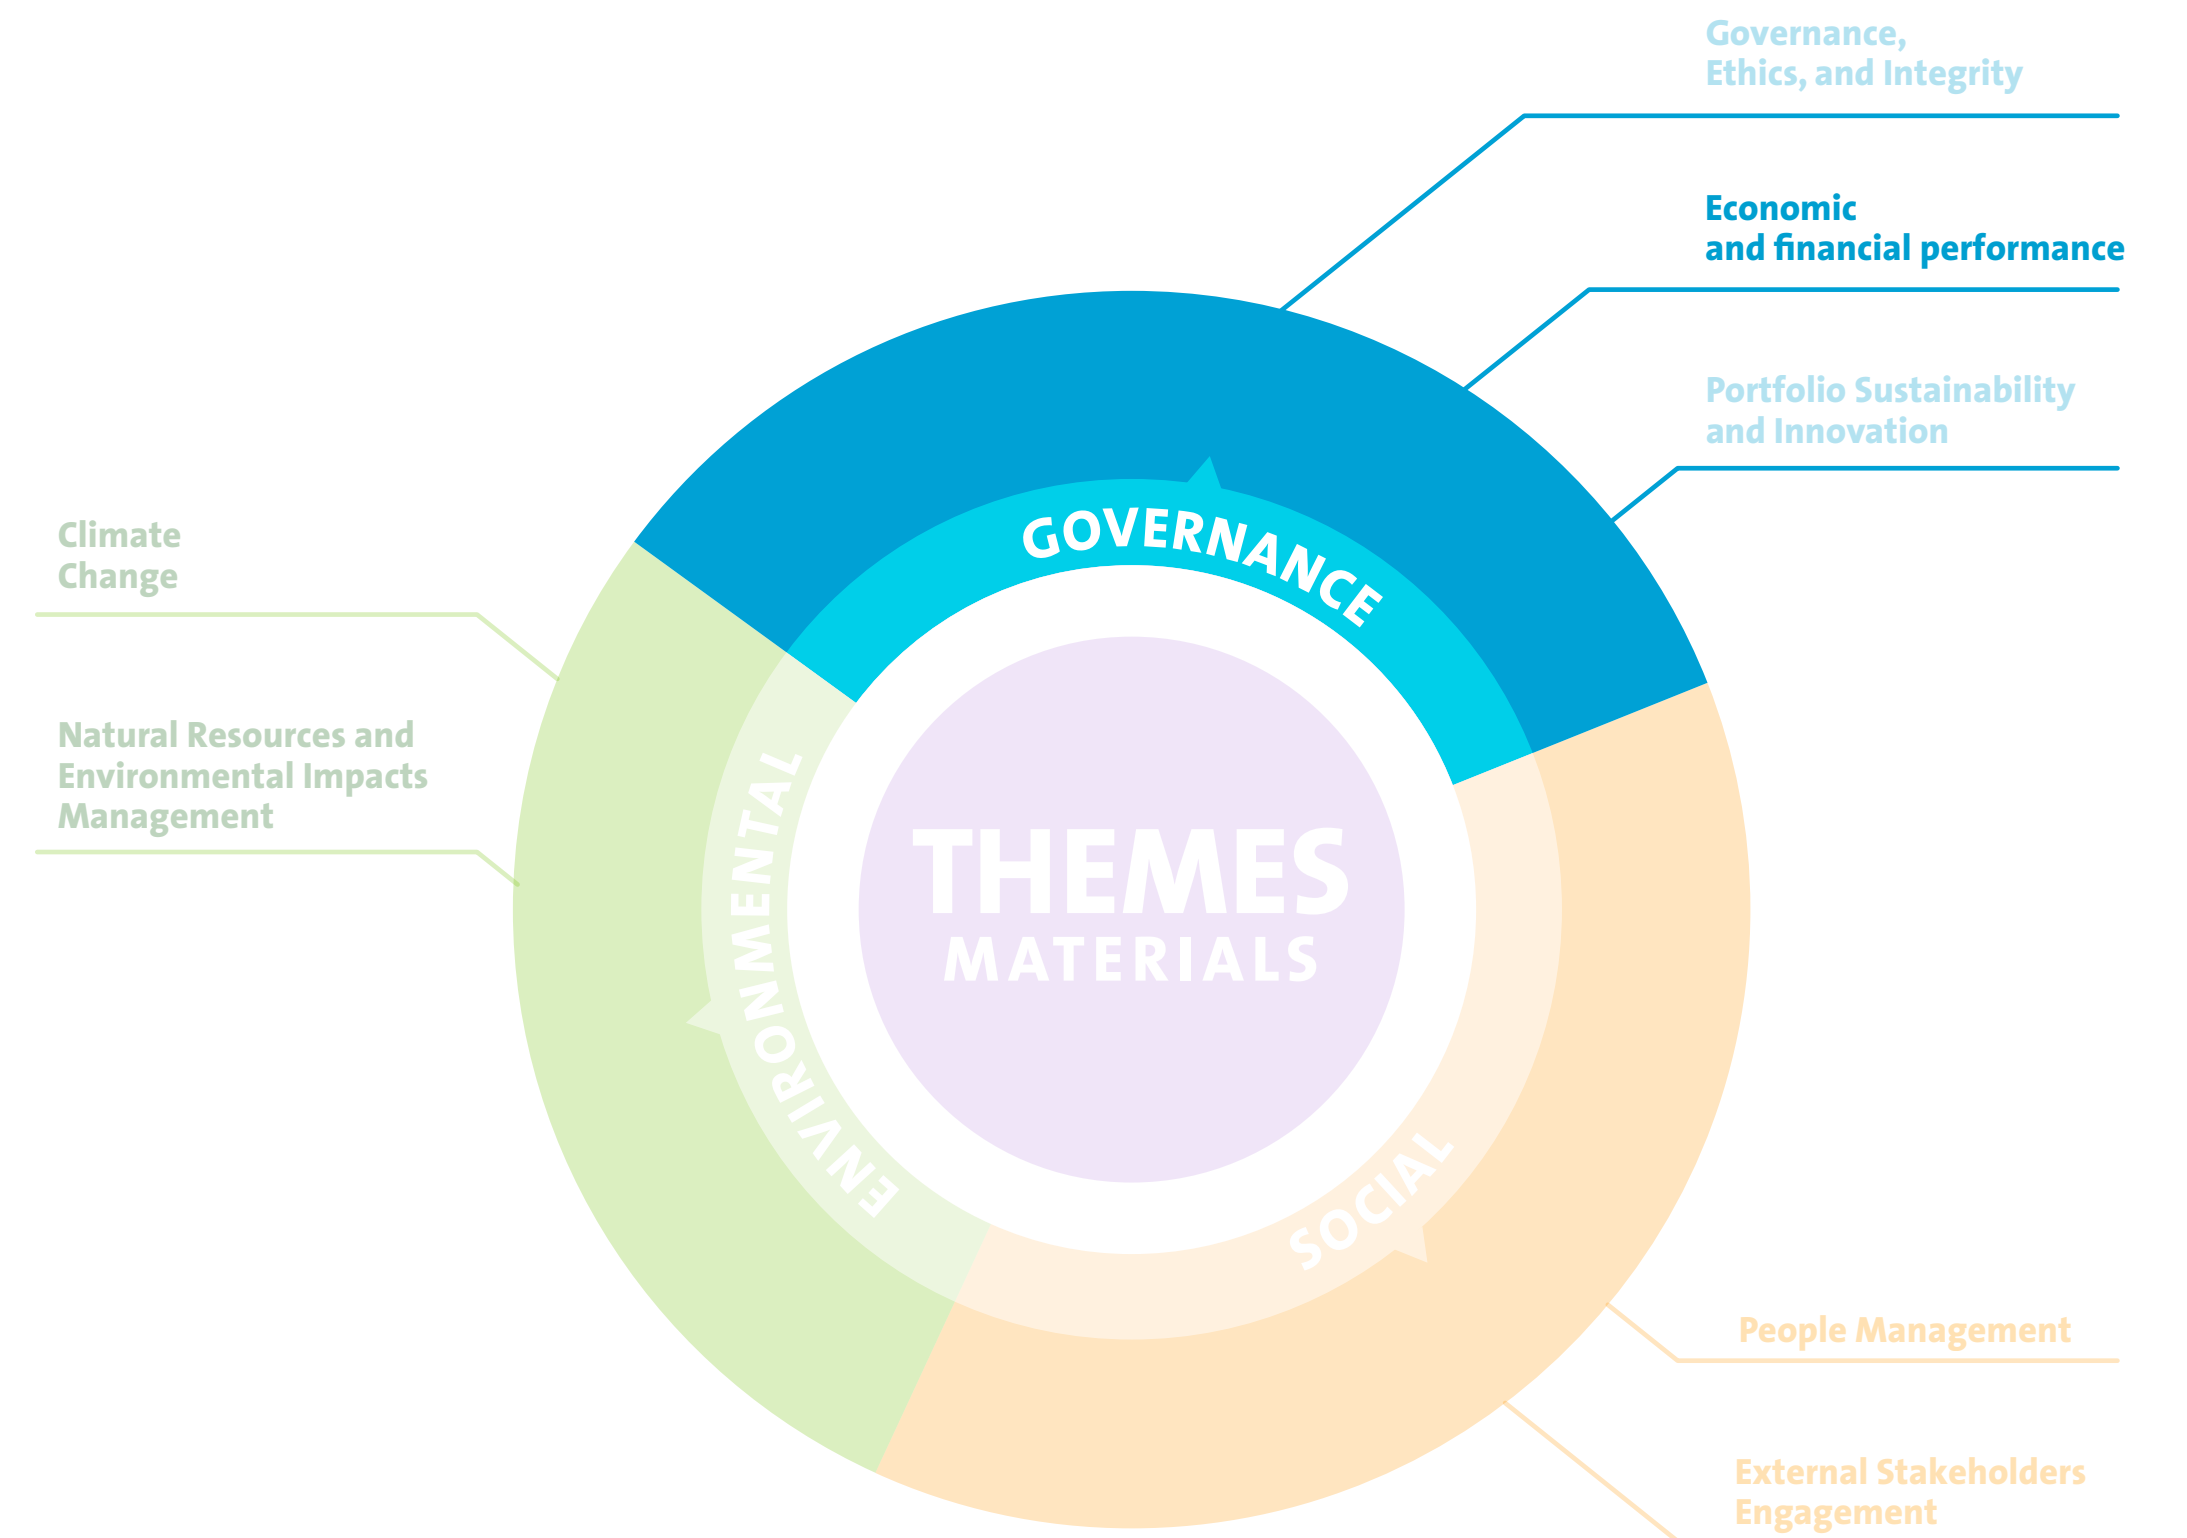 Governance,
Ethics, and Integrity
Economic
and financial performance
Portfolio Sustainability
and Innovation
Climate
Change
Natural Resources and
Environmental Impacts
Management
GOVERNANCE
ENVIRONMENTAL
THEMES
MATERIALS
SOCIAL
People Management
External Stakeholders
Engagement